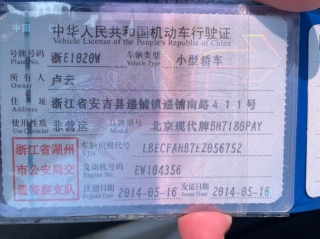 中华人民共和国机动车行驶证
Vehicle License of the People's Republic of China
号牌号码 浙E1020W 车辆类型 小型轿车
Plate No. Vehicle Type
所有人 卢云
Owner
住址 浙江省安吉县递铺镇递铺南路411号
Address
使用性质 非营运 品牌型号 北京现代牌BH7180PAY
Use Character Model
浙江省湖州 车辆识别代号 LBECFAHB7EZ05675Z
市公安局交 VIN
通警察支队 发动机号码 EW104356
Engine No.
注册日期 2014-05-16 发证日期 2014-05-16
Register Date Issue Date